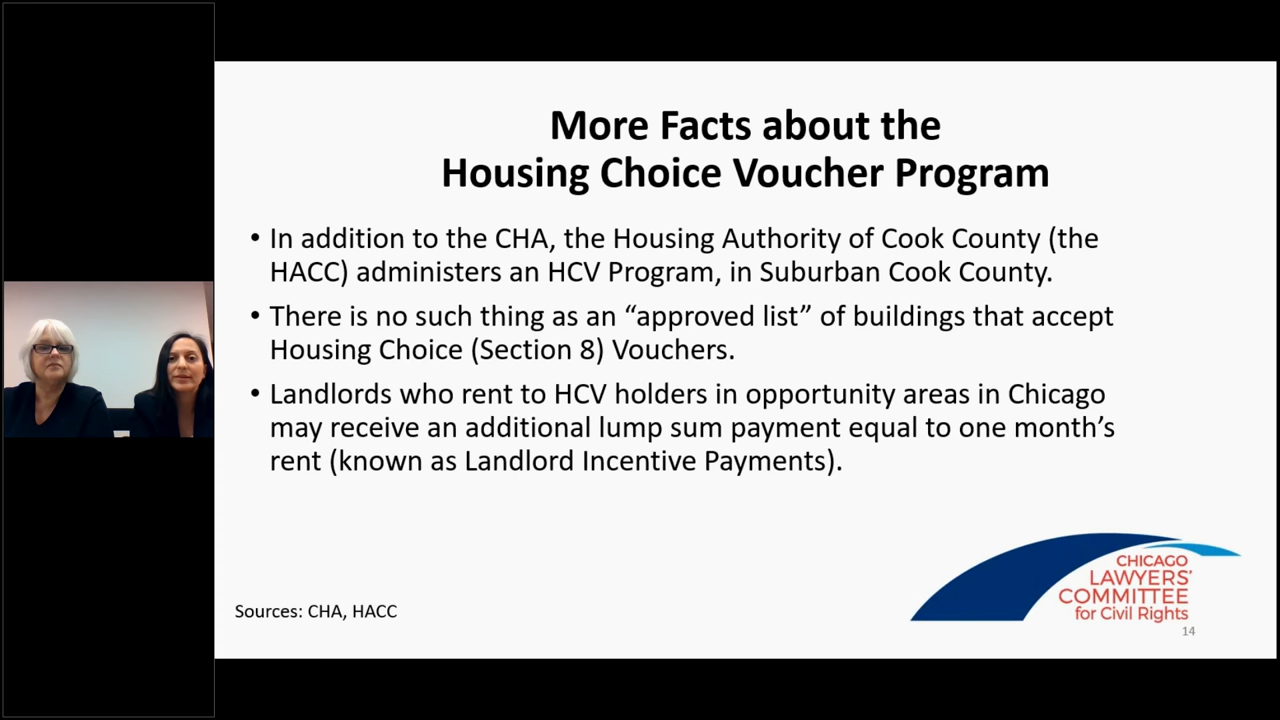 More Facts about the
Housing Choice Voucher Program
• In addition to the CHA, the Housing Authority of Cook County (the
HACC) administers an HCV Program, in Suburban Cook County.
• There is no such thing as an “approved list” of buildings that accept
Housing Choice (Section 8) Vouchers.
• Landlords who rent to HCV holders in opportunity areas in Chicago
may receive an additional lump sum payment equal to one month’s
rent (known as Landlord Incentive Payments).
Sources: CHA, HACC
CHICAGO
LAWYERS’
COMMITTEE
for Civil Rights
14